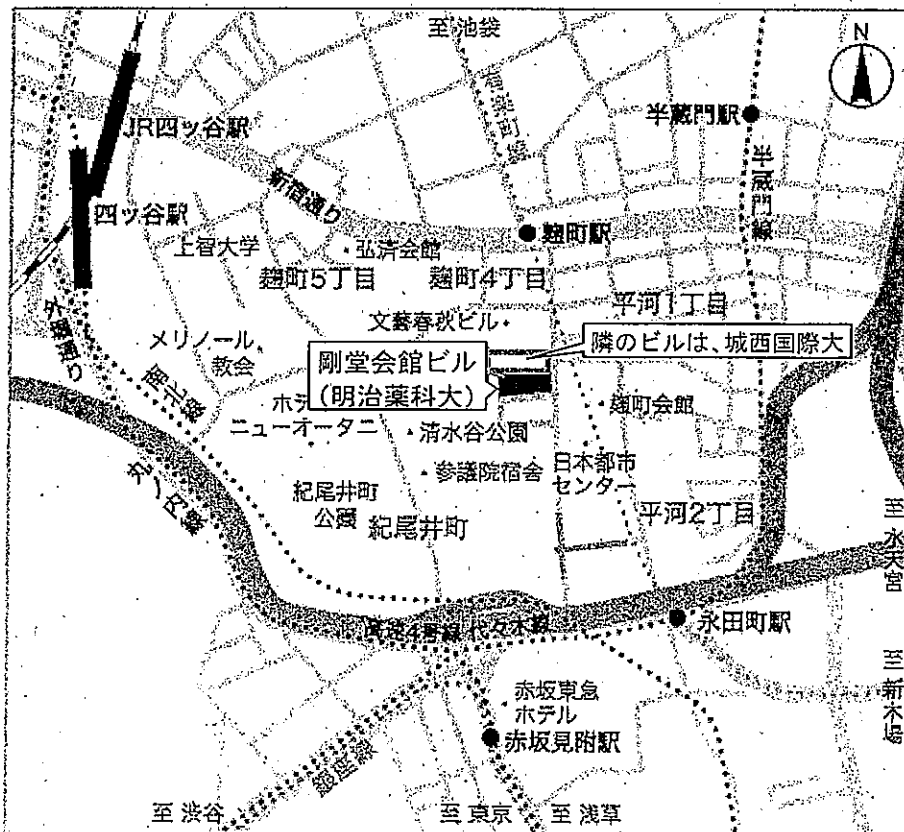 至 池袋
N
JR四ッ谷駅
有楽町線
半蔵門駅
半蔵門線
新宿通り
四ッ谷駅
麹町駅
上智大学
弘済会館
麹町5丁目
麹町4丁目
平河1丁目
外堀通り
文藝春秋ビル
隣のビルは、城西国際大
メリノール
教会
剛堂会館ビル
(明治薬科大)
南北線
ホテ
ニューオータニ
麹町会館
清水谷公園
丸ノ内線
参議院宿舎
日本都市
センター
紀尾井町
公園
紀尾井町
平河2丁目
至 水天宮
高速4号線 代々木線
永田町駅
至 新木場
赤坂東急
ホテル
赤坂見附駅
銀座線
至 渋谷
至 東京
至 浅草